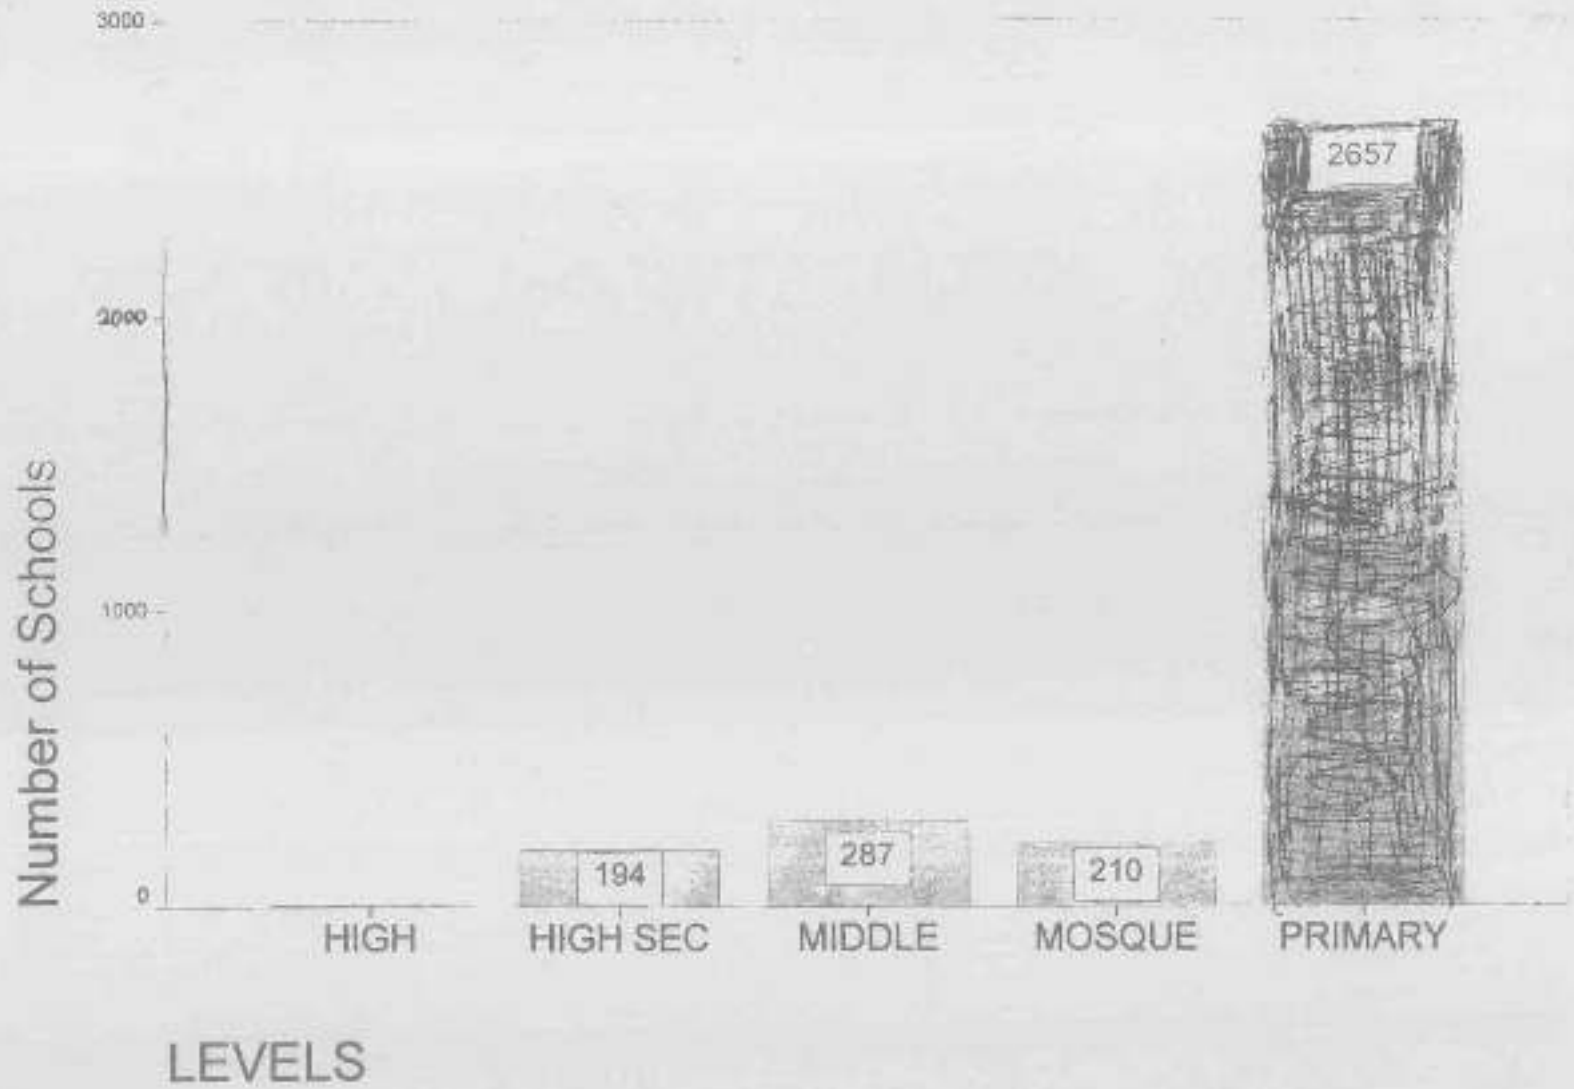 3000
2657
2000
1000
Number of Schools
0
194
287
210
HIGH
HIGH SEC
MIDDLE
MOSQUE
PRIMARY
LEVELS